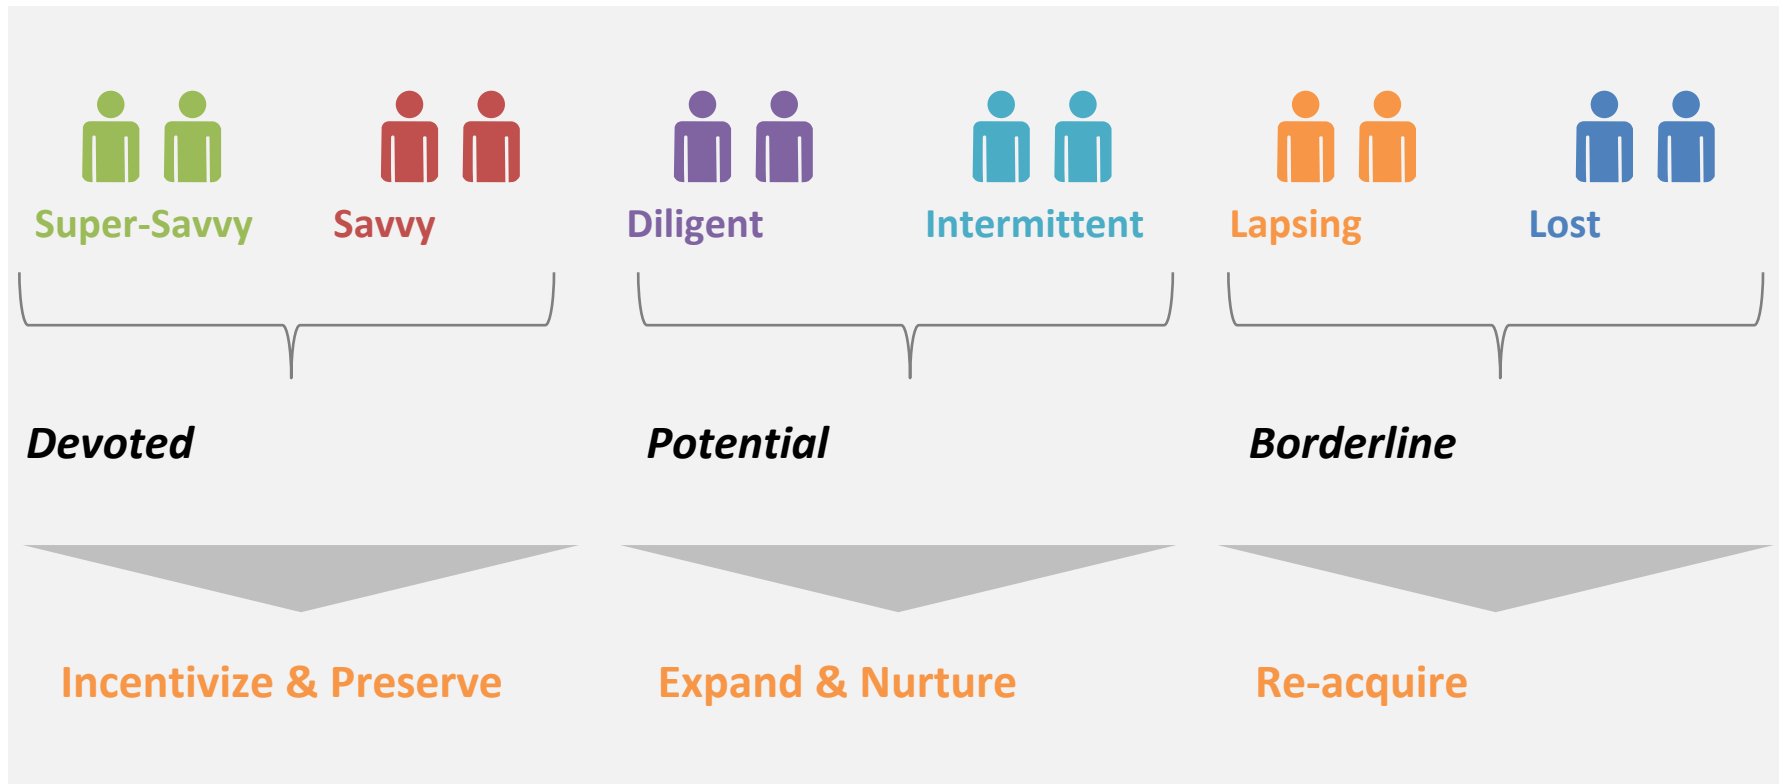 Super-Savvy Savvy Diligent Intermittent Lapsing Lost
Devoted Potential Borderline
Incentivize & Preserve Expand & Nurture Re-acquire